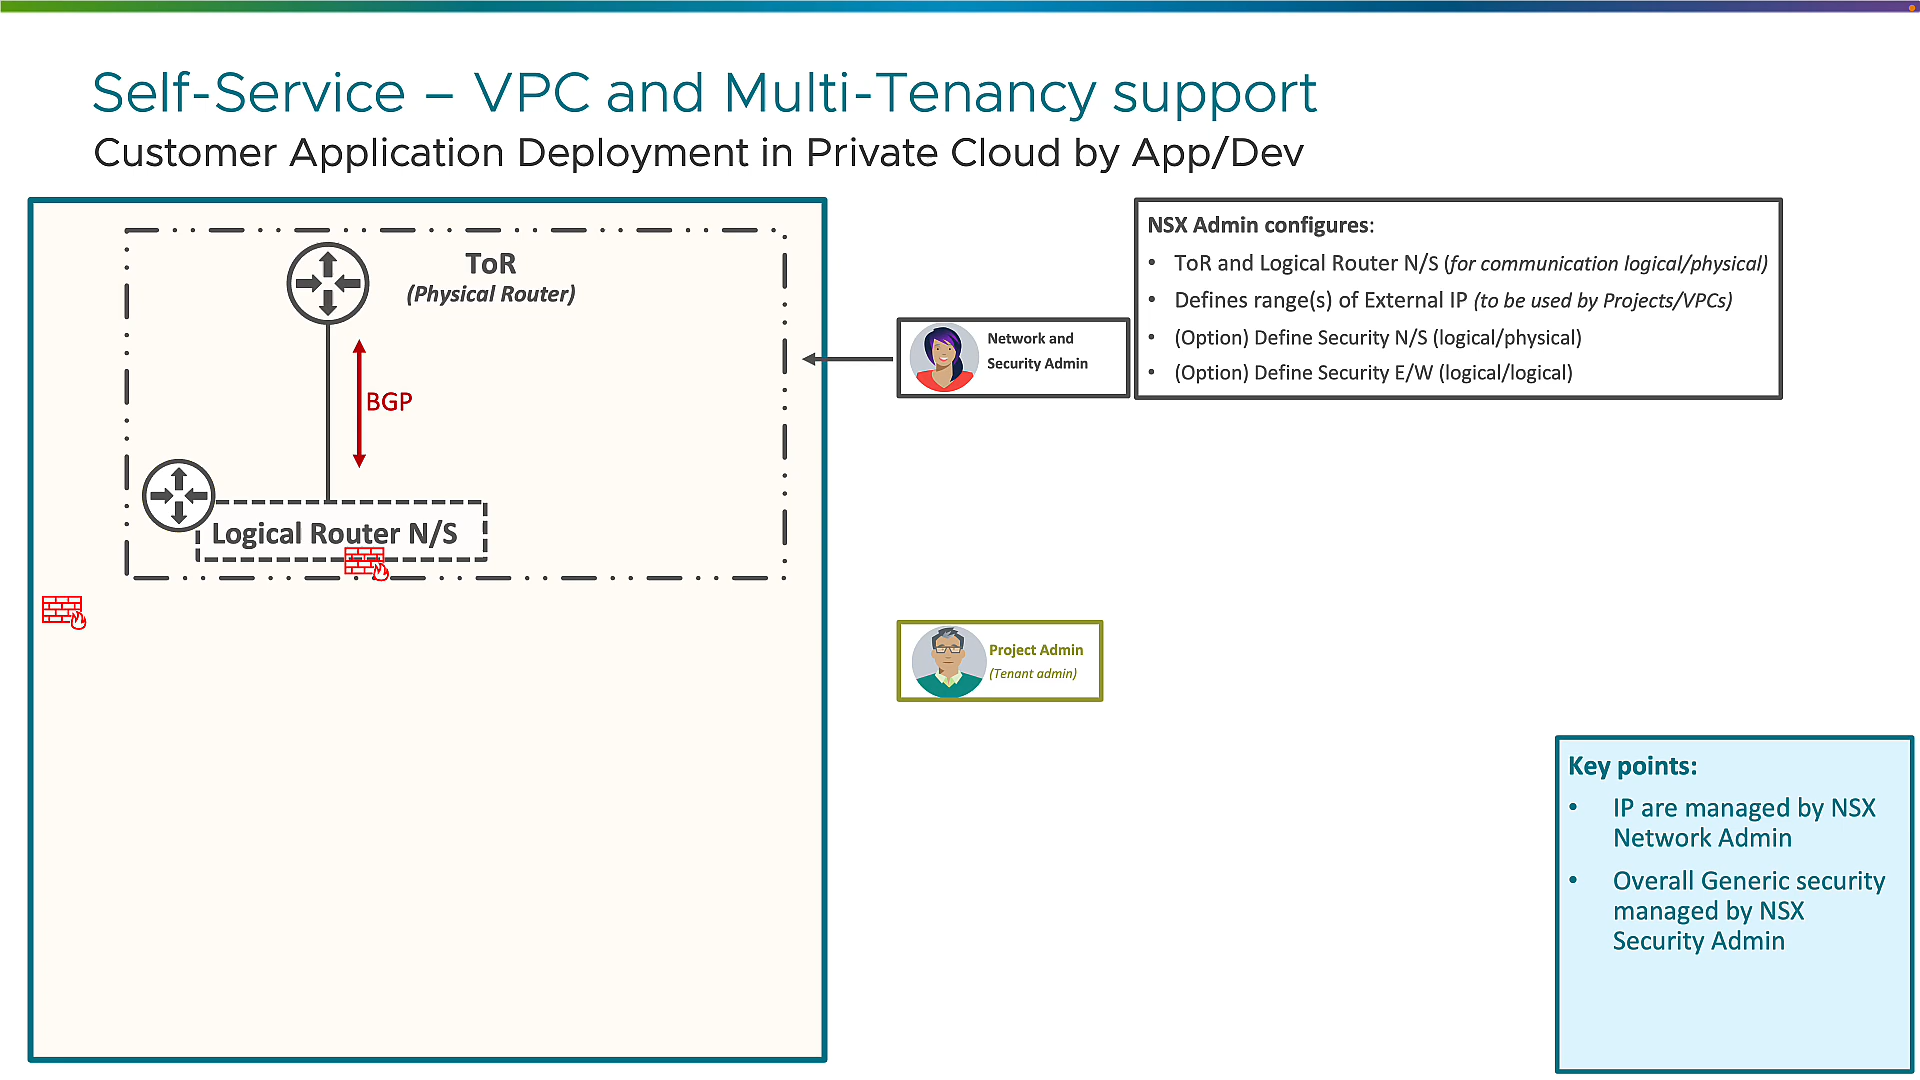 Self-Service – VPC and Multi-Tenancy support
Customer Application Deployment in Private Cloud by App/Dev
ToR
(Physical Router)
BGP
Logical Router N/S
Network and
Security Admin
NSX Admin configures:
• ToR and Logical Router N/S (for communication logical/physical)
• Defines range(s) of External IP (to be used by Projects/VPCs)
• (Option) Define Security N/S (logical/physical)
• (Option) Define Security E/W (logical/logical)
Project Admin
(Tenant admin)
Key points:
• IP are managed by NSX
Network Admin
• Overall Generic security
managed by NSX
Security Admin